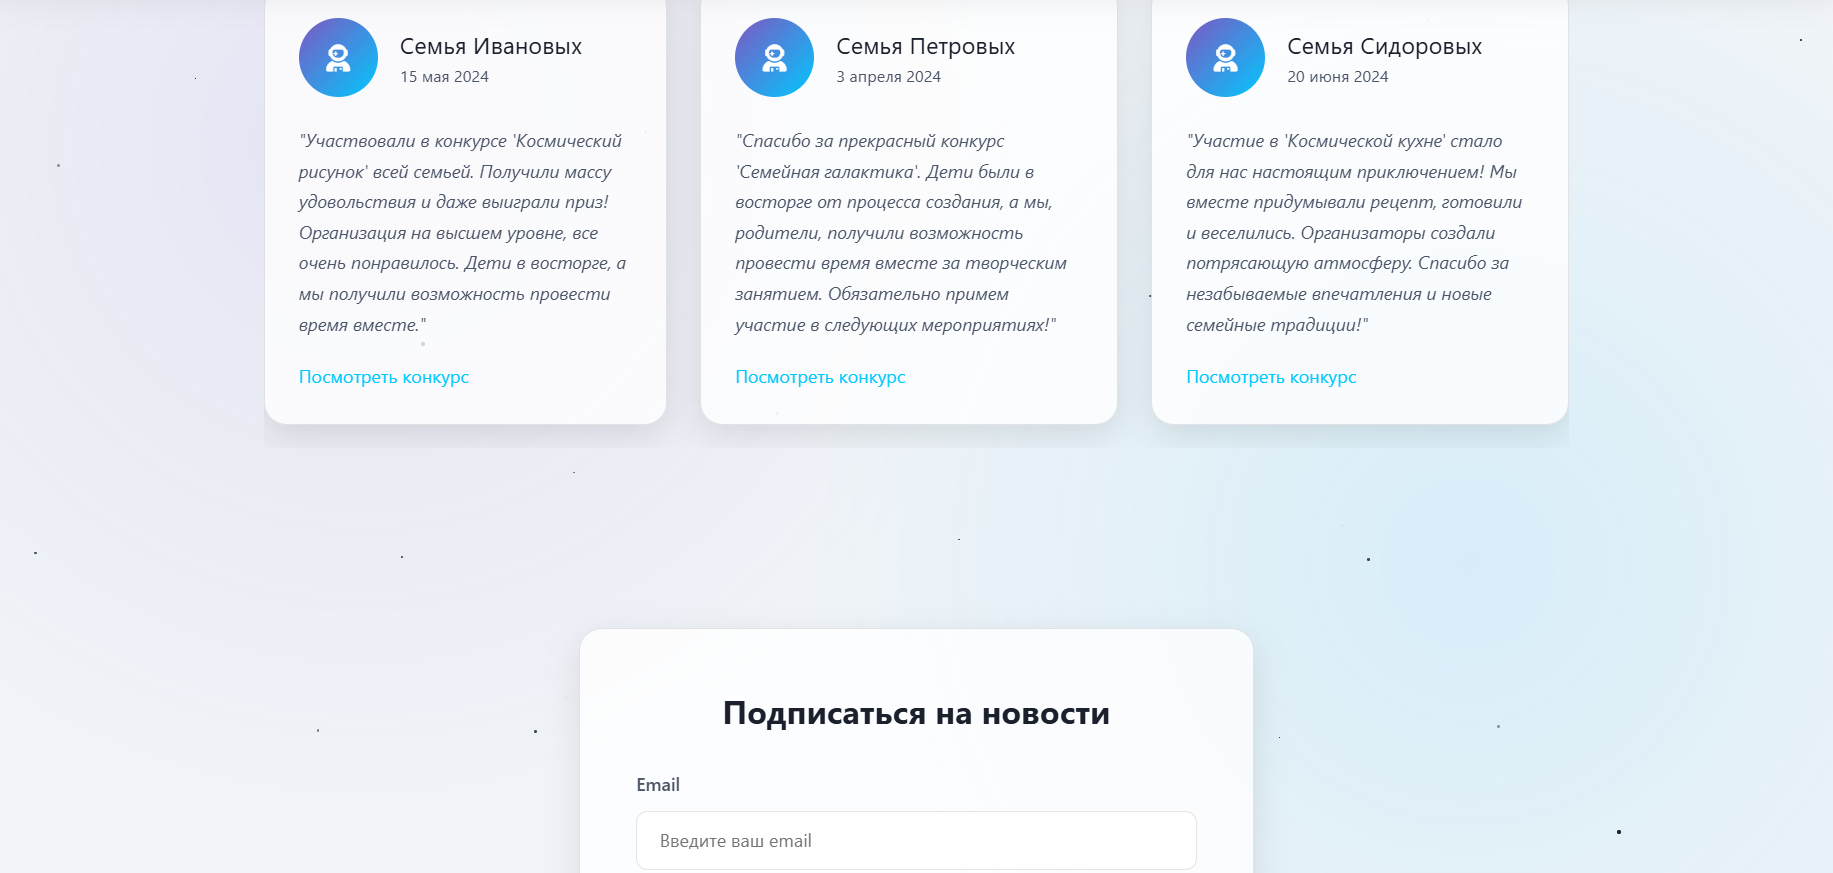 Семья Ивановых
15 мая 2024
"Участвовали в конкурсе 'Космический
рисунок' всей семьей. Получили массу
удовольствия и даже выиграли приз!
Организация на высшем уровне, все
очень понравилось. Дети в восторге, а
мы получили возможность провести
время вместе."
Посмотреть конкурс
Семья Петровых
3 апреля 2024
"Спасибо за прекрасный конкурс
'Семейная галактика'. Дети были в
восторге от процесса создания, а мы,
родители, получили возможность
провести время вместе за творческим
занятием. Обязательно примем
участие в следующих мероприятиях!"
Посмотреть конкурс
Семья Сидоровых
20 июня 2024
"Участие в 'Космической кухне' стало
для нас настоящим приключением! Мы
вместе придумывали рецепт, готовили
и веселились. Организаторы создали
потрясающую атмосферу. Спасибо за
незабываемые впечатления и новые
семейные традиции!"
Посмотреть конкурс
Подписаться на новости
Email
Введите ваш email